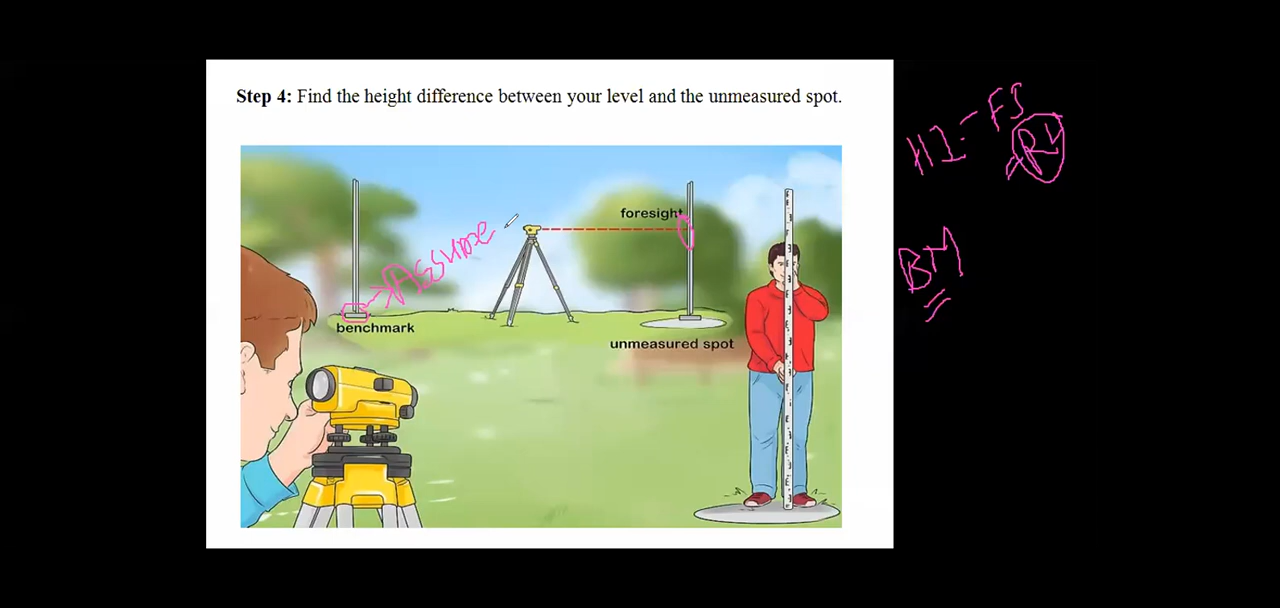 Step 4: Find the height difference between your level and the unmeasured spot.
HI - FS
RL
foresight
Assume
BM
benchmark
unmeasured spot